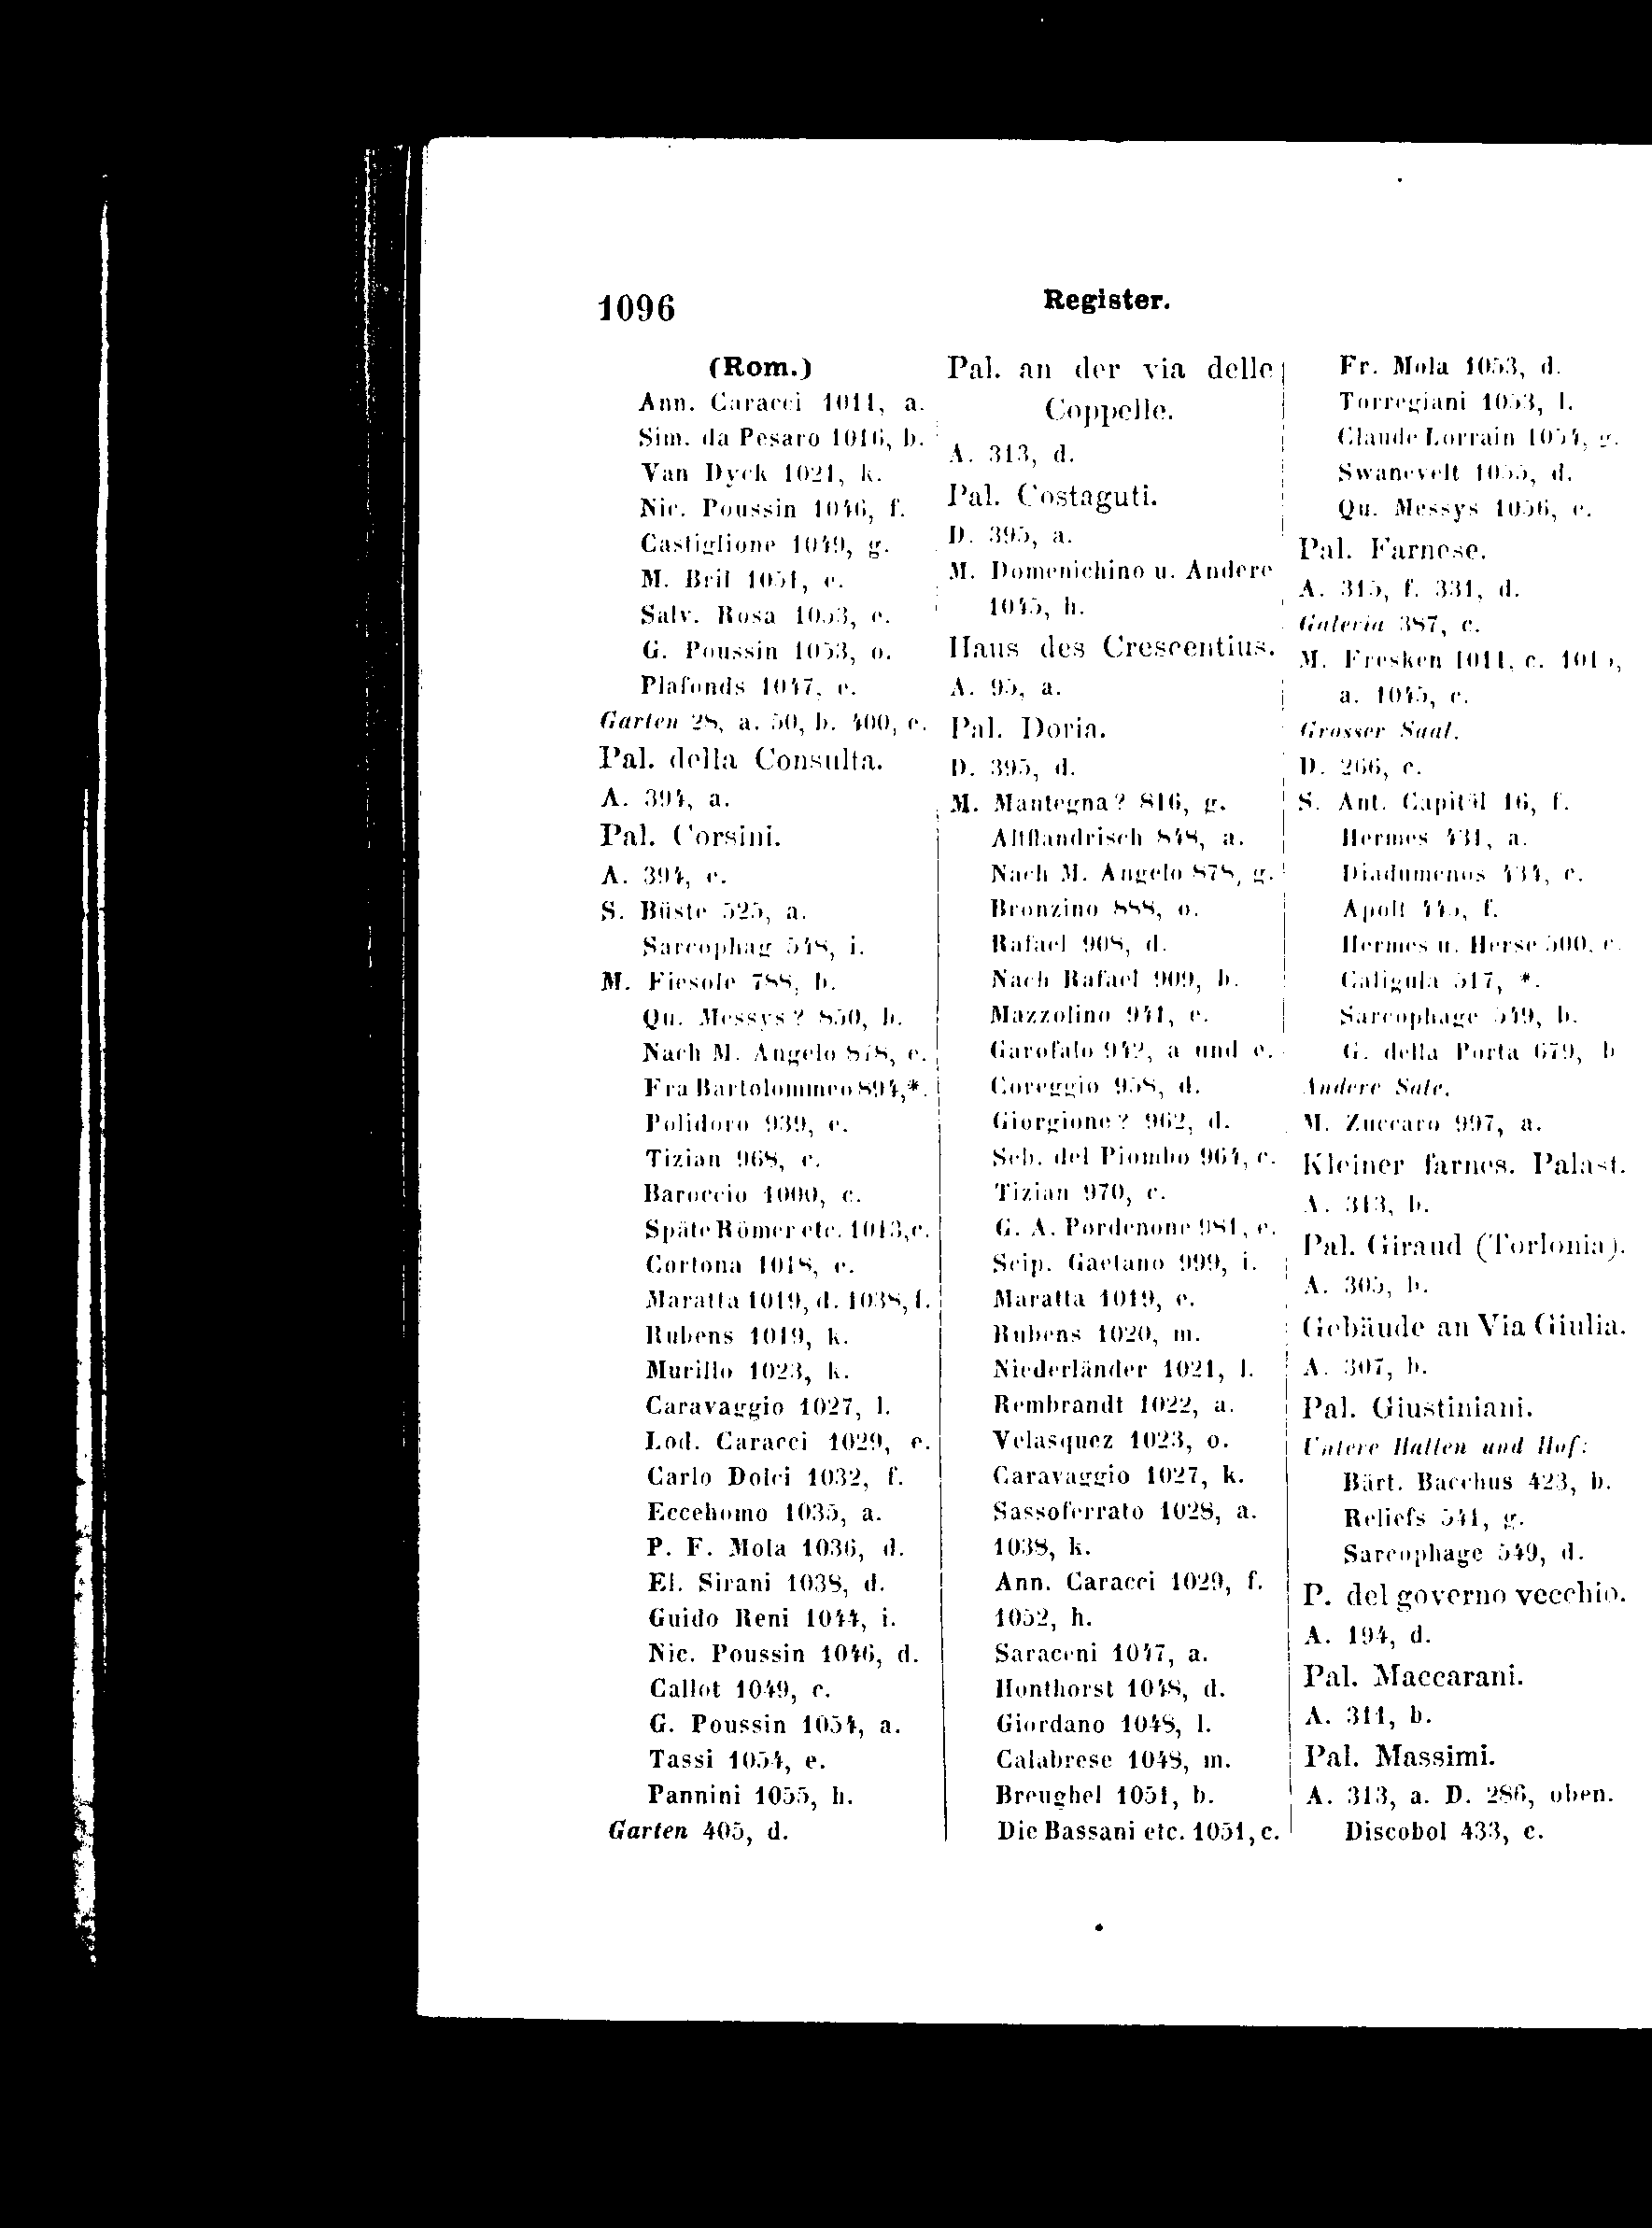 1096
Register.
(Rom.)
Ann. Caracci 1011, a.
Sim. da Pesaro 1016, b.
Van Dyck 1021, k.
Nic. Poussin 1046, f.
Castiglione 1049, g.
M. Bril 1051, e.
Salv. Rosa 1053, e.
G. Poussin 1053, o.
Plafonds 1047, e.
Garten 28, a. 50, b. 400, e.
Pal. della Consulta.
A. 394, a.
Pal. Corsini.
A. 394, e.
S. Büste 525, a.
Sarcophag 548, i.
M. Fiesole 788, b.
Qu. Messys? 850, b.
Nach M. Angelo 878, e.
Fra Bartolommeo 894,*.
Polidoro 939, e.
Tizian 968, e.
Baroccio 1000, c.
Späte Römer etc. 1013,c.
Cortona 1018, e.
Maratta 1019, d. 1038, f.
Rubens 1019, k.
Murillo 1023, k.
Caravaggio 1027, l.
Lod. Caracci 1029, e.
Carlo Dolci 1032, f.
Eccehomo 1035, a.
P. F. Mola 1036, d.
El. Sirani 1038, d.
Guido Reni 1044, i.
Nic. Poussin 1046, d.
Callot 1049, c.
G. Poussin 1054, a.
Tassi 1054, e.
Pannini 1055, h.
Garten 405, d.
Pal. an der via delle
Coppelle.
A. 313, d.
Pal. Costaguti.
D. 395, a.
M. Domenichino u. Andere
1045, h.
Haus des Crescentius.
A. 95, a.
Pal. Doria.
D. 395, d.
M. Mantegna? 816, g.
Altflandrisch 848, a.
Nach M. Angelo 878, g.
Bronzino 888, o.
Rafael 908, d.
Nach Rafael 909, b.
Mazzolino 941, e.
Garofalo 942, a und e.
Coreggio 958, d.
Giorgione? 962, d.
Seb. del Piombo 964, c.
Tizian 970, c.
G. A. Pordenone 981, e.
Scip. Gaetano 999, i.
Maratta 1019, e.
Rubens 1020, m.
Niederländer 1021, l.
Rembrandt 1022, a.
Velasquez 1023, o.
Caravaggio 1027, k.
Sassoferrato 1028, a.
1038, k.
Ann. Caracci 1029, f.
1052, h.
Saraceni 1047, a.
Honthorst 1048, d.
Giordano 1048, l.
Calabrese 1048, m.
Breughel 1051, b.
Die Bassani etc. 1051, c.
Fr. Mola 1053, d.
Torregiani 1053, l.
Claude Lorrain 1054, g.
Swanevelt 1055, d.
Qu. Messys 1056, e.
Pal. Farnese.
A. 315, f. 331, d.
Galeria 387, c.
M. Fresken 1011, c.
a. 1045, c.
Grosser Saal.
D. 266, c.
S. Ant. Capitäl 16, f.
Hermes 431, a.
Diadumenos 434, c.
Apoll 445, f.
Hermes u. Herse 500, c.
Caligula 517, *.
Sarcophage 549, b.
G. della Porta 679, b
Andere Säle.
M. Zuccaro 997, a.
Kleiner farnes. Palast.
A. 313, b.
Pal. Giraud (Torlonia).
A. 305, b.
Gebäude an Via Giulia.
A. 307, b.
Pal. Giustiniani.
Untere Hallen und Hof:
Bärt. Bacchus 423, b.
Reliefs 541, g.
Sarcophage 549, d.
P. del governo vecchio.
A. 194, d.
Pal. Maccarani.
A. 311, b.
Pal. Massimi.
A. 313, a. D. 286, oben.
Discobol 433, c.